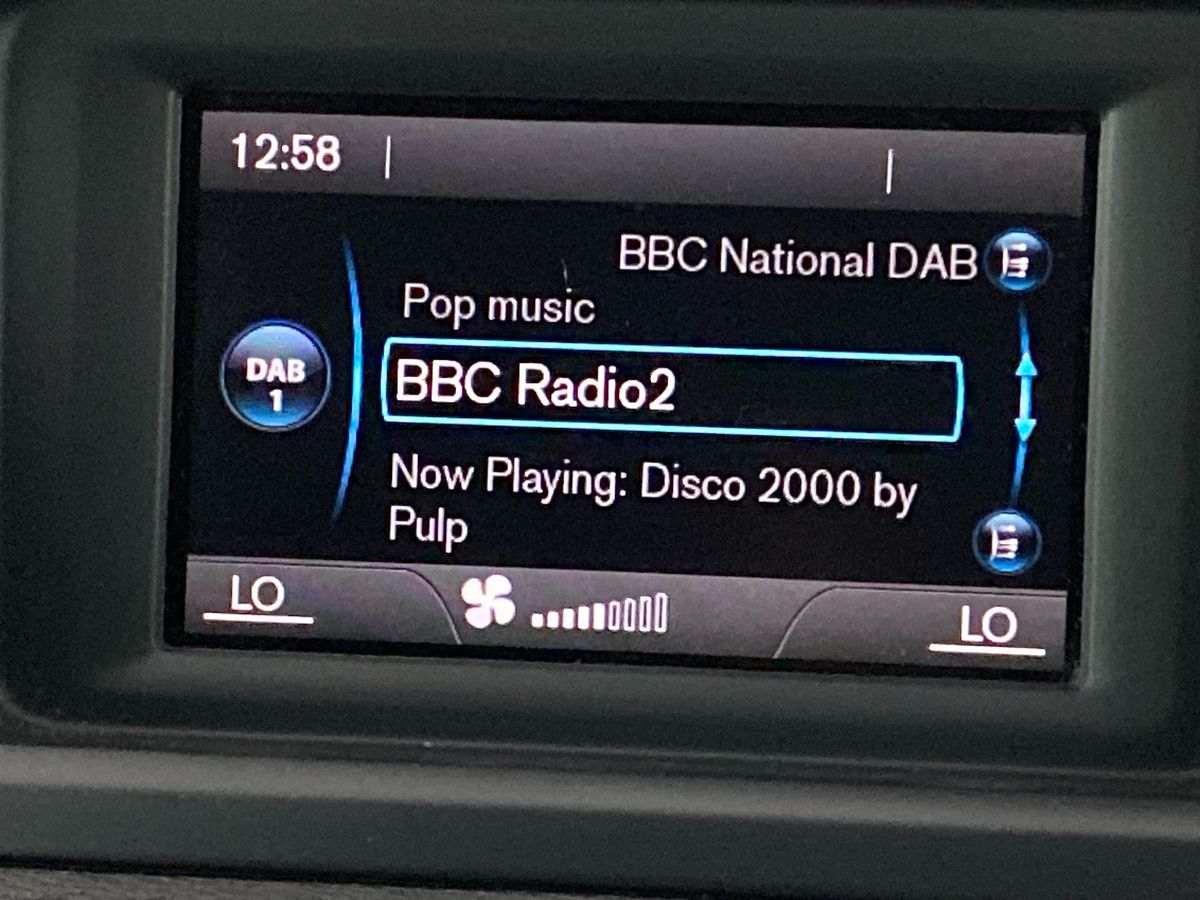 12:58
BBC National DAB
Pop music
DAB
1
BBC Radio2
Now Playing: Disco 2000 by
Pulp
LO
LO